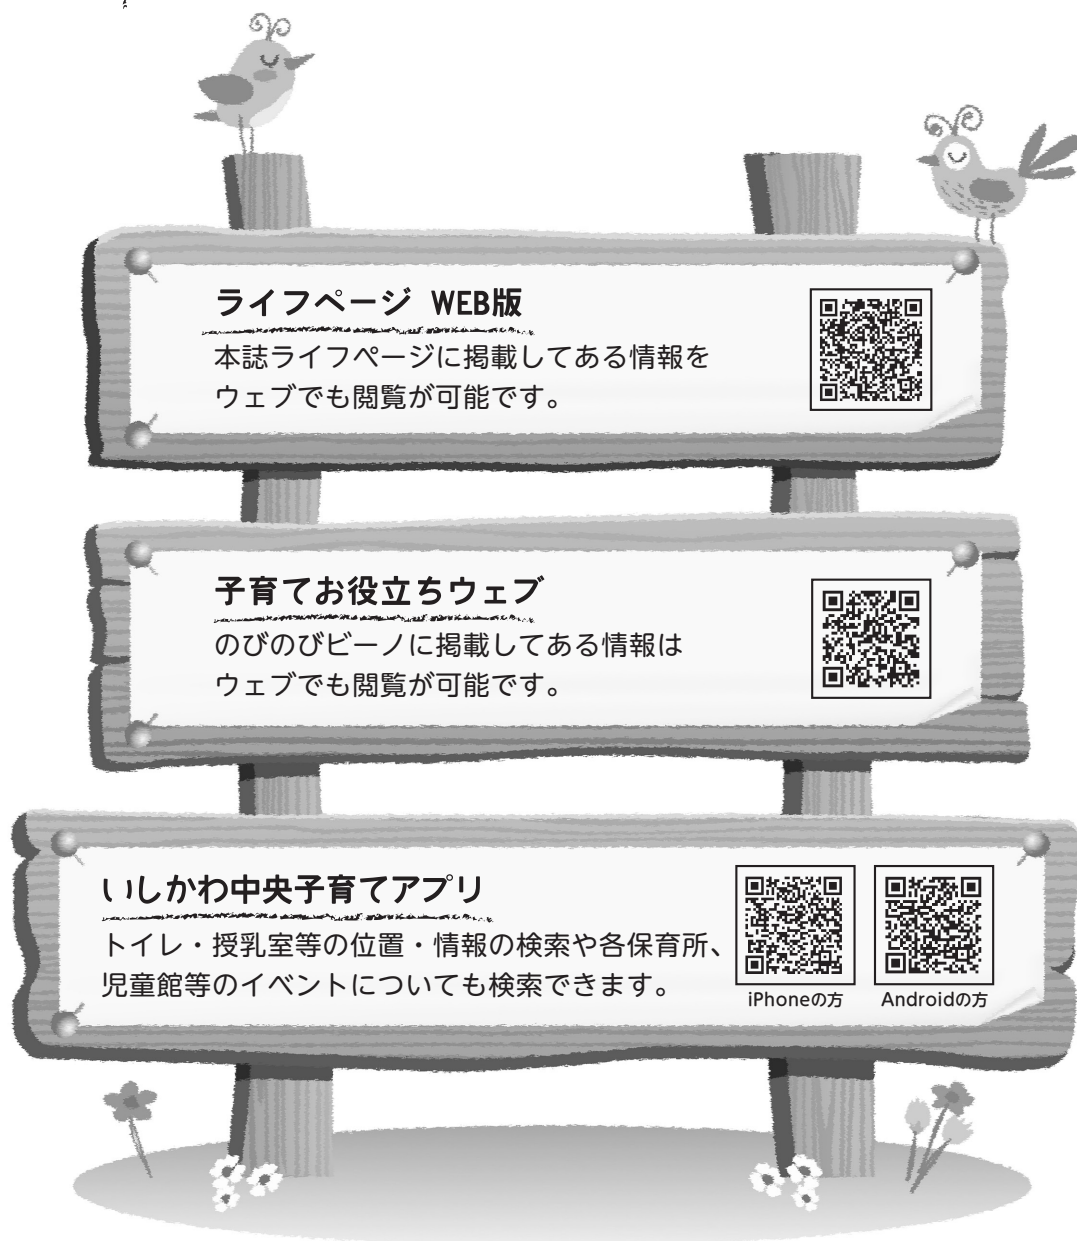 ライフページ WEB版
本誌ライフページに掲載してある情報を
ウェブでも閲覧が可能です。
子育てお役立ちウェブ
のびのびビーノに掲載してある情報は
ウェブでも閲覧が可能です。
いしかわ中央子育てアプリ
トイレ・授乳室等の位置・情報の検索や各保育所、
児童館等のイベントについても検索できます。
iPhoneの方 Androidの方